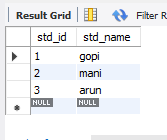 Result Grid Filter R
std_id std_name
1 gopi
2 mani
3 arun
NULL NULL